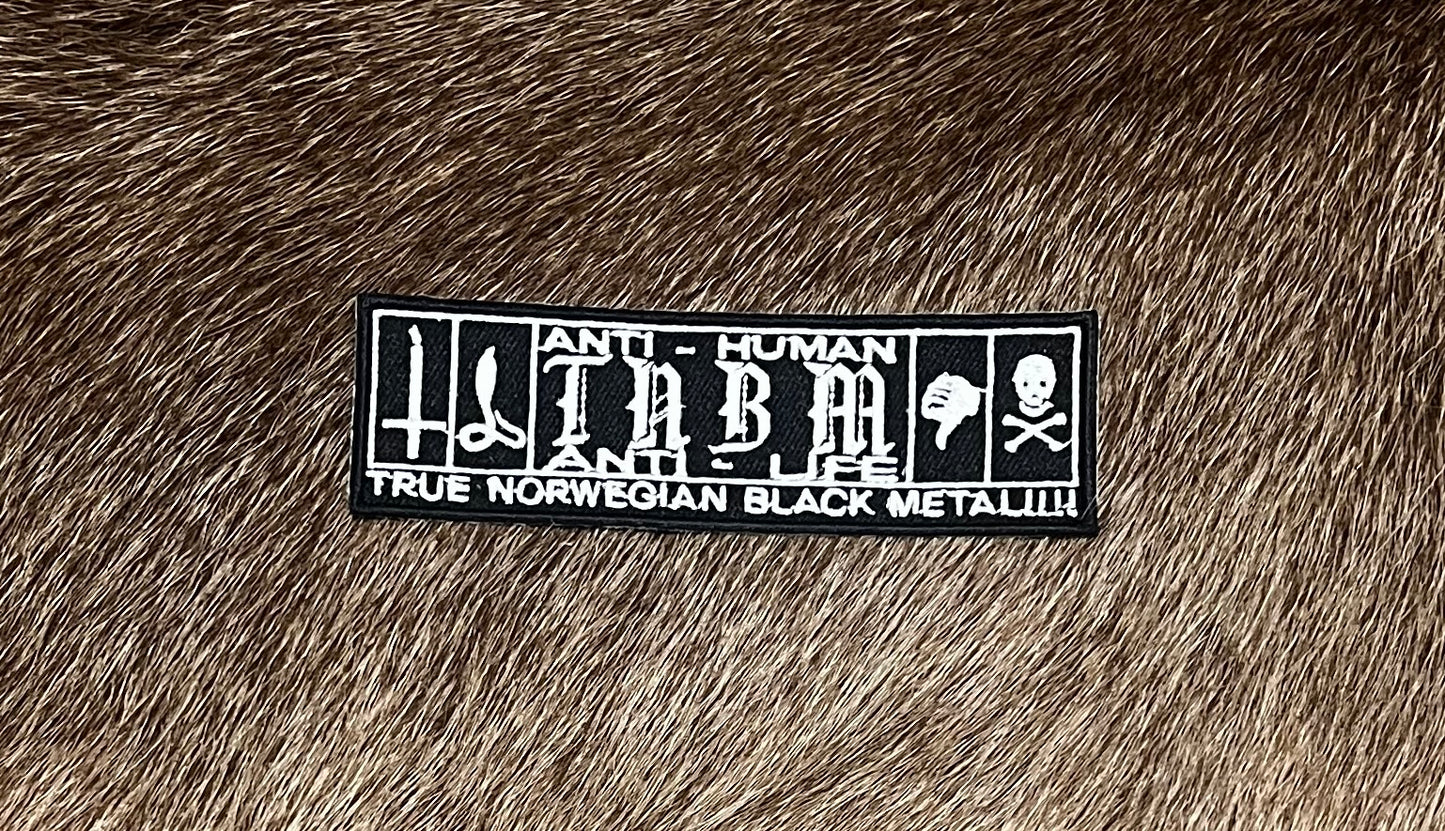 ANTI - HUMAN
TNBM
ANTI - LIFE
TRUE NORWEGIAN BLACK METAL!!!!